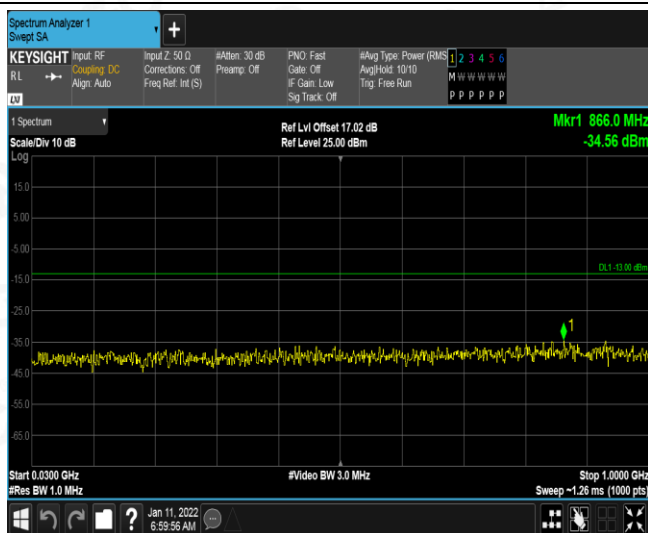 Spectrum Analyzer 1
Swept SA
+
KEYSIGHT Input: RF Input Z: 50 Ω #Atten: 30 dB PNO: Fast #Avg Type: Power (RMS 1 2 3 4 5 6
RL Coupling: DC Corrections: Off Preamp: Off Gate: Off Avg|Hold: 10/10 M W W W W W
Align: Auto Freq Ref: Int (S) IF Gain: Low Trig: Free Run
Sig Track: Off P P P P P P
LXI
1 Spectrum
Ref Lvl Offset 17.02 dB Mkr1 866.0 MHz
Scale/Div 10 dB Ref Level 25.00 dBm -34.56 dBm
Log
15.0
5.00
-5.00
DL1 -13.00 dBm
-15.0
-25.0
1
-35.0
-45.0
-55.0
-65.0
Start 0.0300 GHz #Video BW 3.0 MHz Stop 1.0000 GHz
#Res BW 1.0 MHz Sweep ~1.26 ms (1000 pts)
? Jan 11, 2022
6:59:56 AM